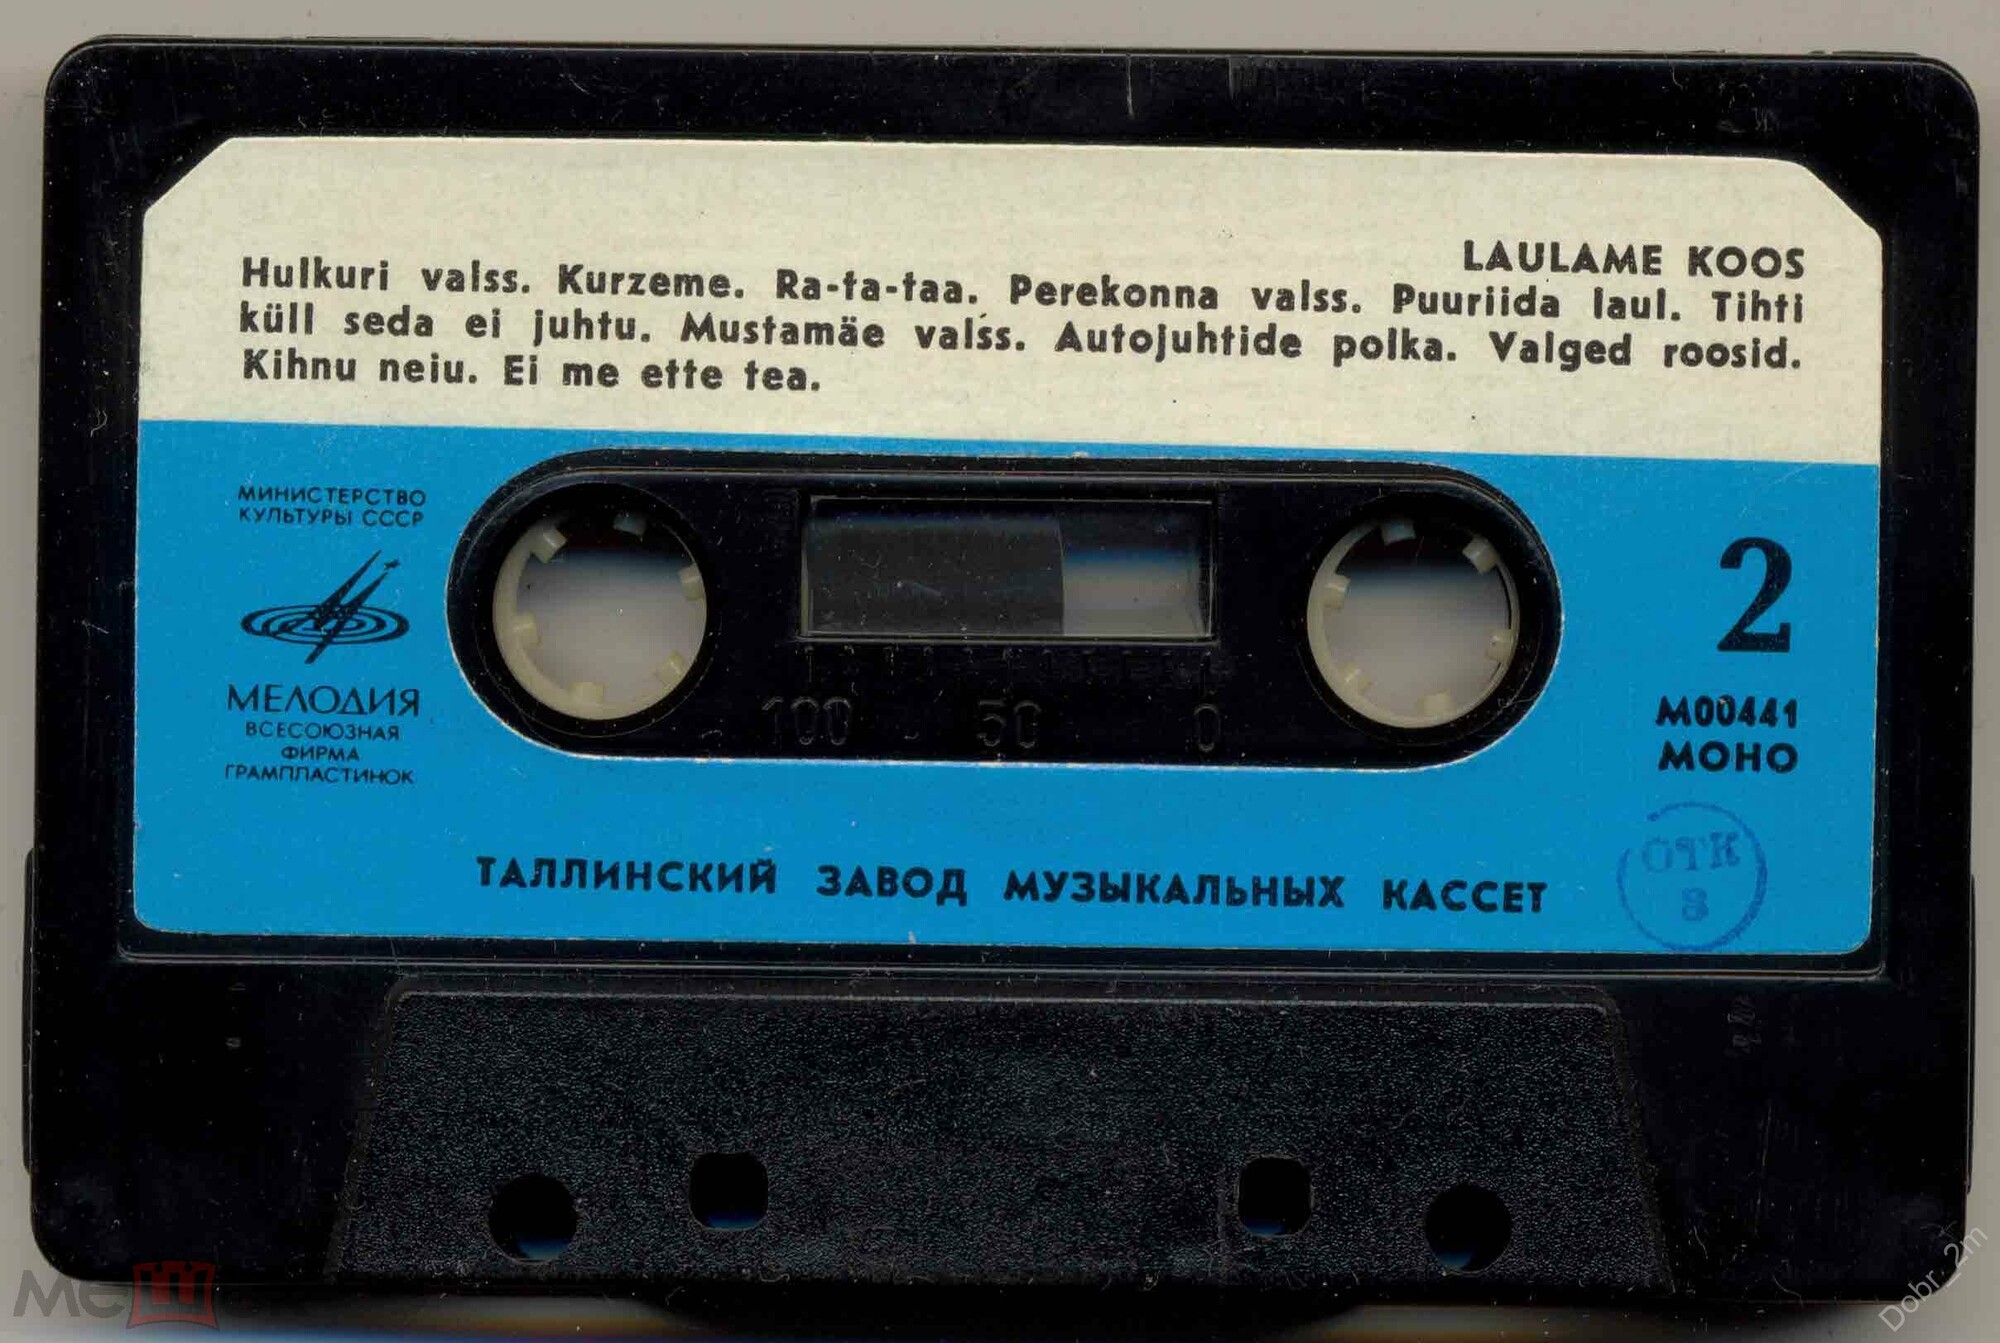 LAULAME KOOS
Hulkuri valss. Kurzeme. Ra-ta-taa. Perekonna valss. Puuriida laul. Tihti
küll seda ei juhtu. Mustamäe valss. Autojuhtide polka. Valged roosid.
Kihnu neiu. Ei me ette tea.
МИНИСТЕРСТВО
КУЛЬТУРЫ СССР
МЕЛОДИЯ
ВСЕСОЮЗНАЯ
ФИРМА
ГРАМПЛАСТИНОК
100 50 0
2
М00441
МОНО
ТАЛЛИНСКИЙ ЗАВОД МУЗЫКАЛЬНЫХ КАССЕТ
ОТК
8
Dobr_2m